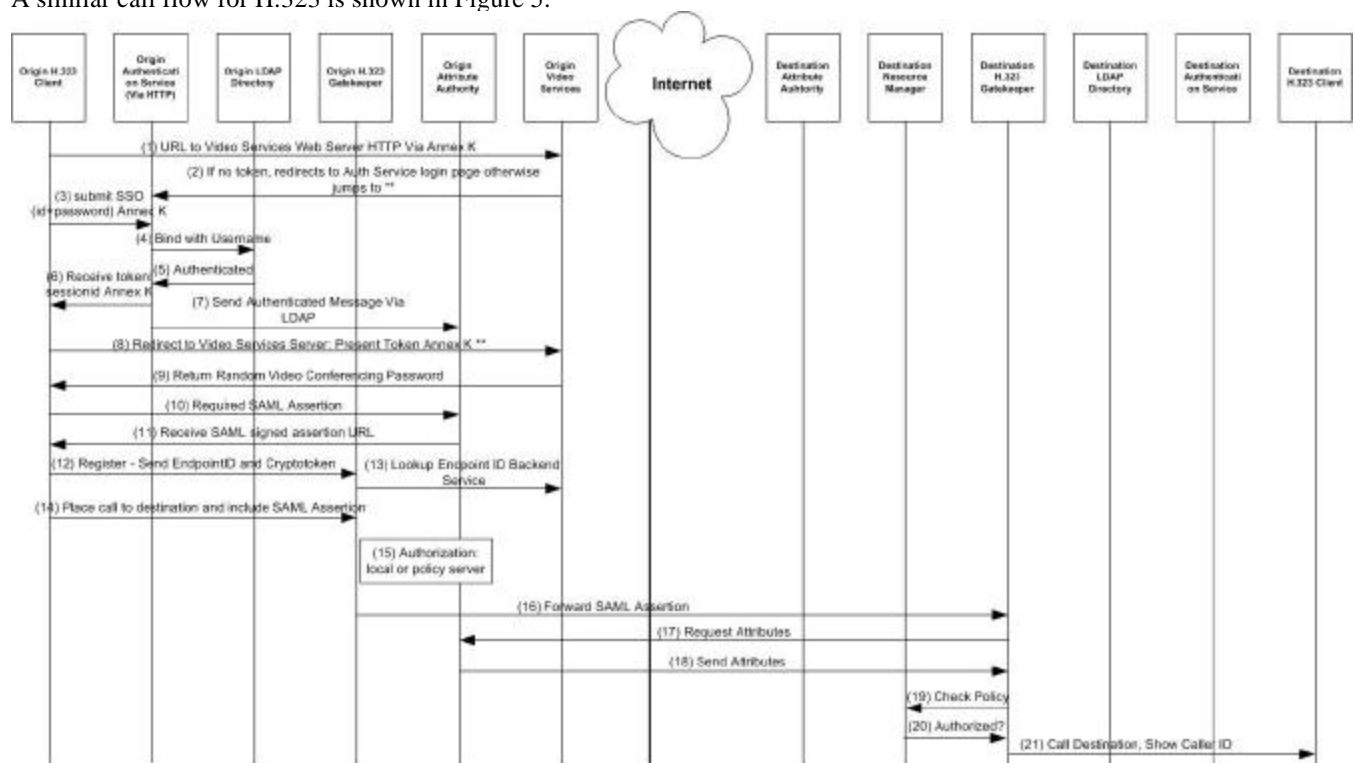 A similar call flow for H.323 is shown in Figure 5.
Origin H.323
Client
Origin
Authenticati
on Service
(Via HTTP)
Origin LDAP
Directory
Origin H.323
Gatekeeper
Origin
Attribute
Authority
Origin
Video
Services
Internet
Destination
Attribute
Auhtority
Destination
Resource
Manager
Destination
H.323
Gatekeeper
Destination
LDAP
Directory
Destination
Authenticati
on Service
Destination
H.323 Client
(1) URL to Video Services Web Server HTTP Via Annex K
(2) If no token, redirects to Auth Service login page otherwise
jumps to **
(3) submit SSO
(id+password) Annex K
(4) Bind with Username
(5) Authenticated
(6) Receive token/
sessionid Annex K
(7) Send Authenticated Message Via
LDAP
(8) Redirect to Video Services Server: Present Token Annex K **
(9) Return Random Video Conferencing Password
(10) Required SAML Assertion
(11) Receive SAML signed assertion URL
(12) Register - Send EndpointID and Cryptotoken
(13) Lookup Endpoint ID Backend
Service
(14) Place call to destination and include SAML Assertion
(15) Authorization:
local or policy server
(16) Forward SAML Assertion
(17) Request Attributes
(18) Send Attributes
(19) Check Policy
(20) Authorized?
(21) Call Destination, Show Caller ID